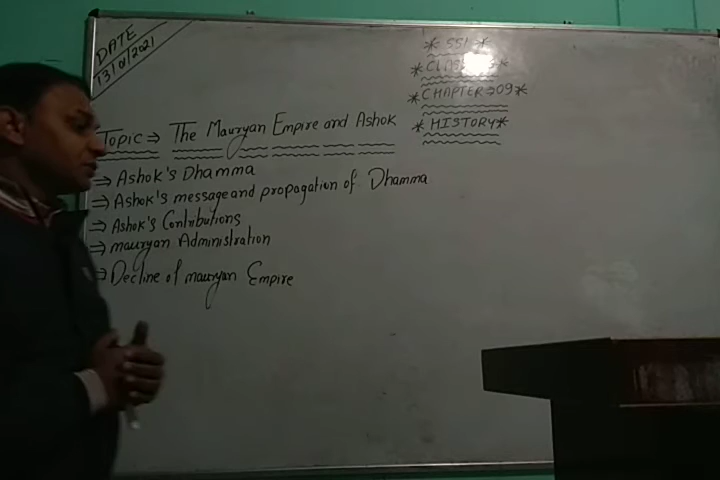 DATE
13/01/2021
* SST *
* CLASS
* CHAPTER → 09 *
* HISTORY *
Topic ⇒ The Mauryan Empire and Ashok
⇒ Ashok's Dhamma
⇒ Ashok's message and propagation of Dhamma
⇒ Ashok's Contributions
⇒ mauryan Administration
⇒ Decline of mauryan Empire